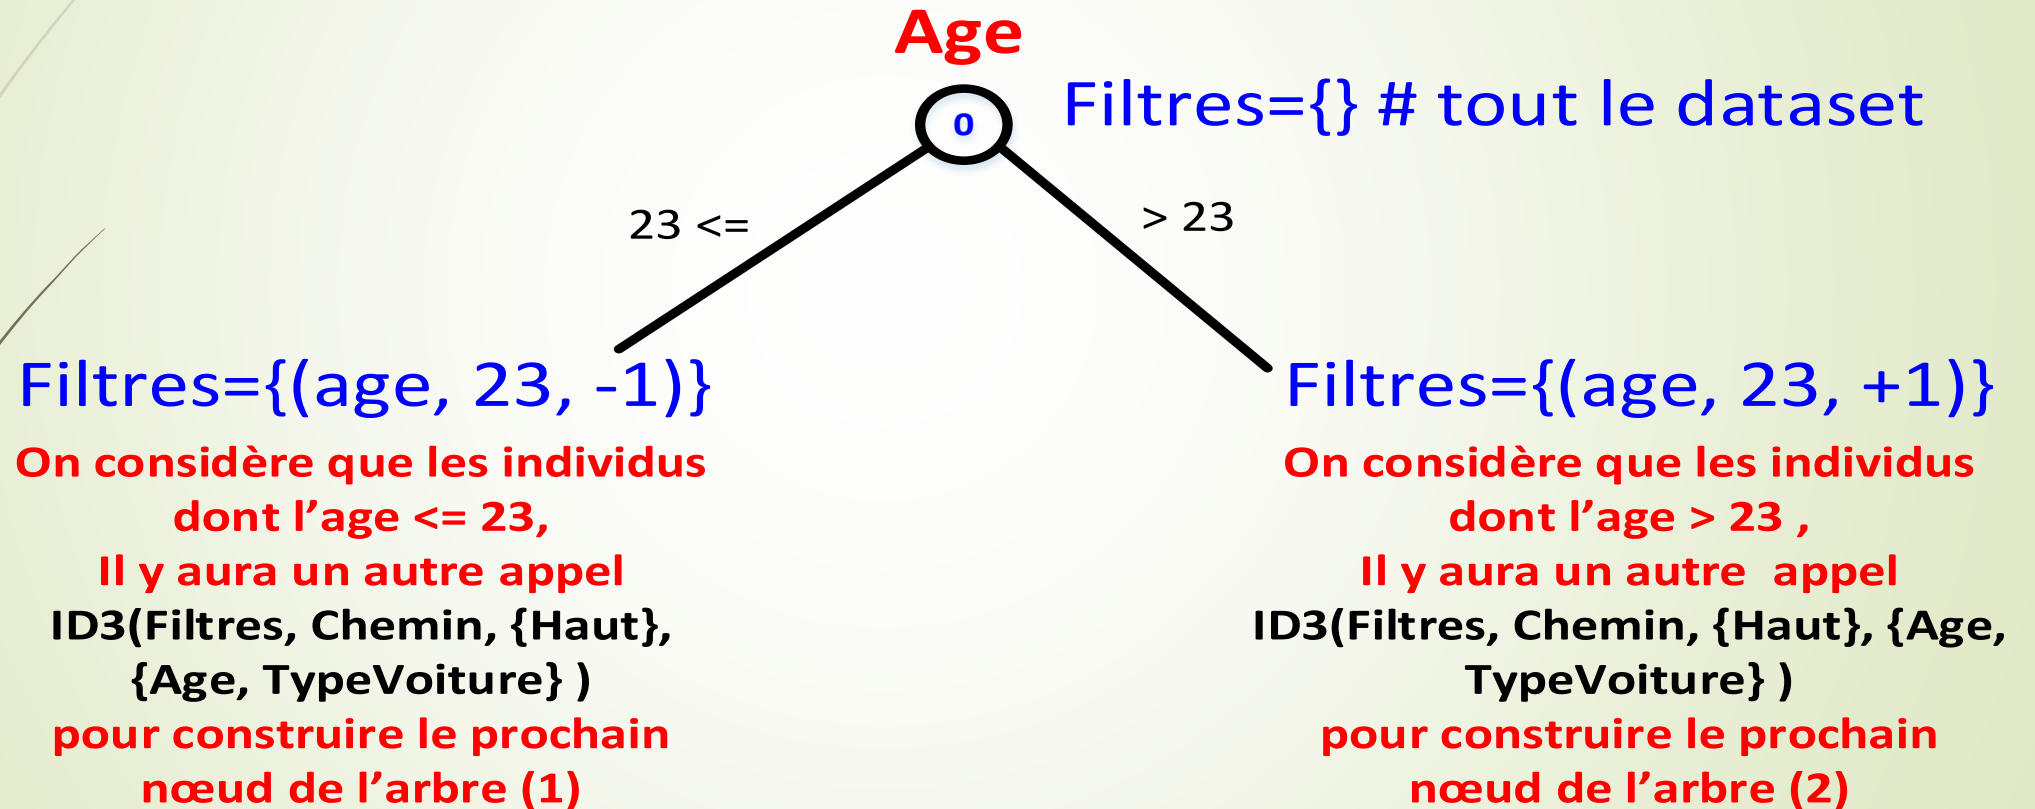 Age
0
Filtres={} # tout le dataset
23 <=
> 23
Filtres={(age, 23, -1)}
On considère que les individus
dont l’age <= 23,
Il y aura un autre appel
ID3(Filtres, Chemin, {Haut},
{Age, TypeVoiture} )
pour construire le prochain
nœud de l’arbre (1)
Filtres={(age, 23, +1)}
On considère que les individus
dont l’age > 23 ,
Il y aura un autre  appel
ID3(Filtres, Chemin, {Haut}, {Age,
TypeVoiture} )
pour construire le prochain
nœud de l’arbre (2)